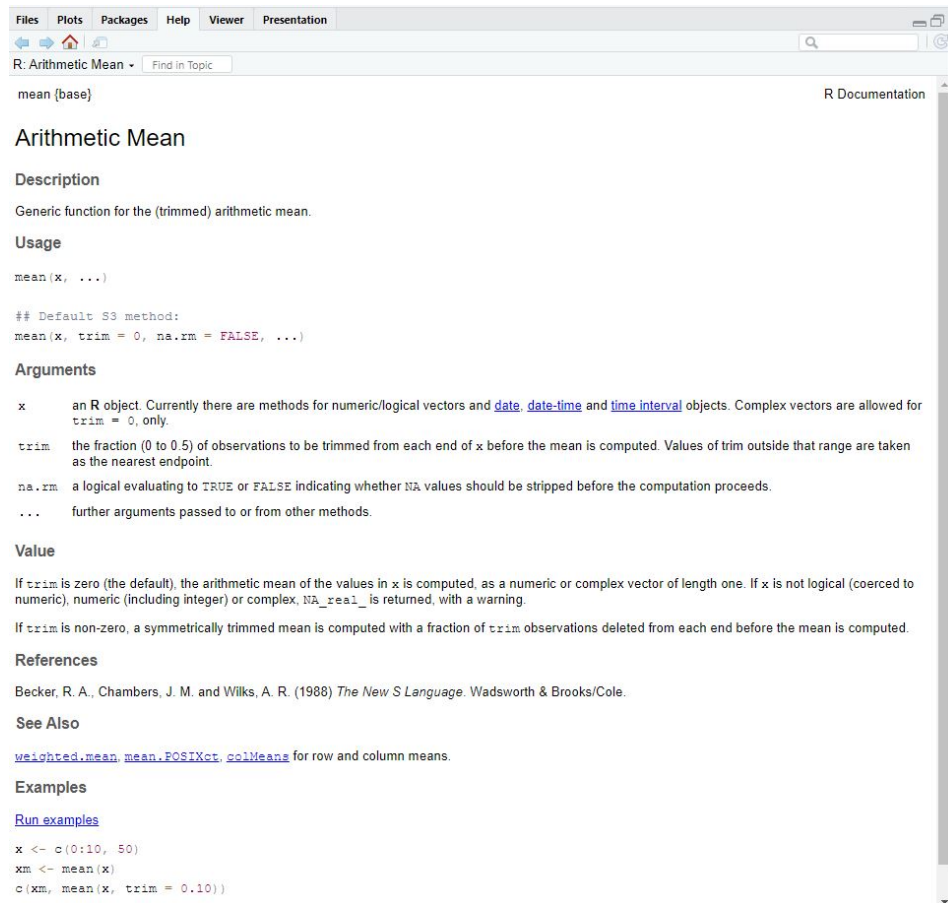 Files Plots Packages Help Viewer Presentation
R: Arithmetic Mean Find in Topic
mean {base} R Documentation
Arithmetic Mean
Description
Generic function for the (trimmed) arithmetic mean.
Usage
mean(x, ...)
## Default S3 method:
mean(x, trim = 0, na.rm = FALSE, ...)
Arguments
x an R object. Currently there are methods for numeric/logical vectors and date, date-time and time interval objects. Complex vectors are allowed for
trim = 0, only.
trim the fraction (0 to 0.5) of observations to be trimmed from each end of x before the mean is computed. Values of trim outside that range are taken
as the nearest endpoint.
na.rm a logical evaluating to TRUE or FALSE indicating whether NA values should be stripped before the computation proceeds.
... further arguments passed to or from other methods.
Value
If trim is zero (the default), the arithmetic mean of the values in x is computed, as a numeric or complex vector of length one. If x is not logical (coerced to
numeric), numeric (including integer) or complex, NA_real_ is returned, with a warning.
If trim is non-zero, a symmetrically trimmed mean is computed with a fraction of trim observations deleted from each end before the mean is computed.
References
Becker, R. A., Chambers, J. M. and Wilks, A. R. (1988) The New S Language. Wadsworth & Brooks/Cole.
See Also
weighted.mean, mean.POSIXct, colMeans for row and column means.
Examples
Run examples
x <- c(0:10, 50)
xm <- mean(x)
c(xm, mean(x, trim = 0.10))